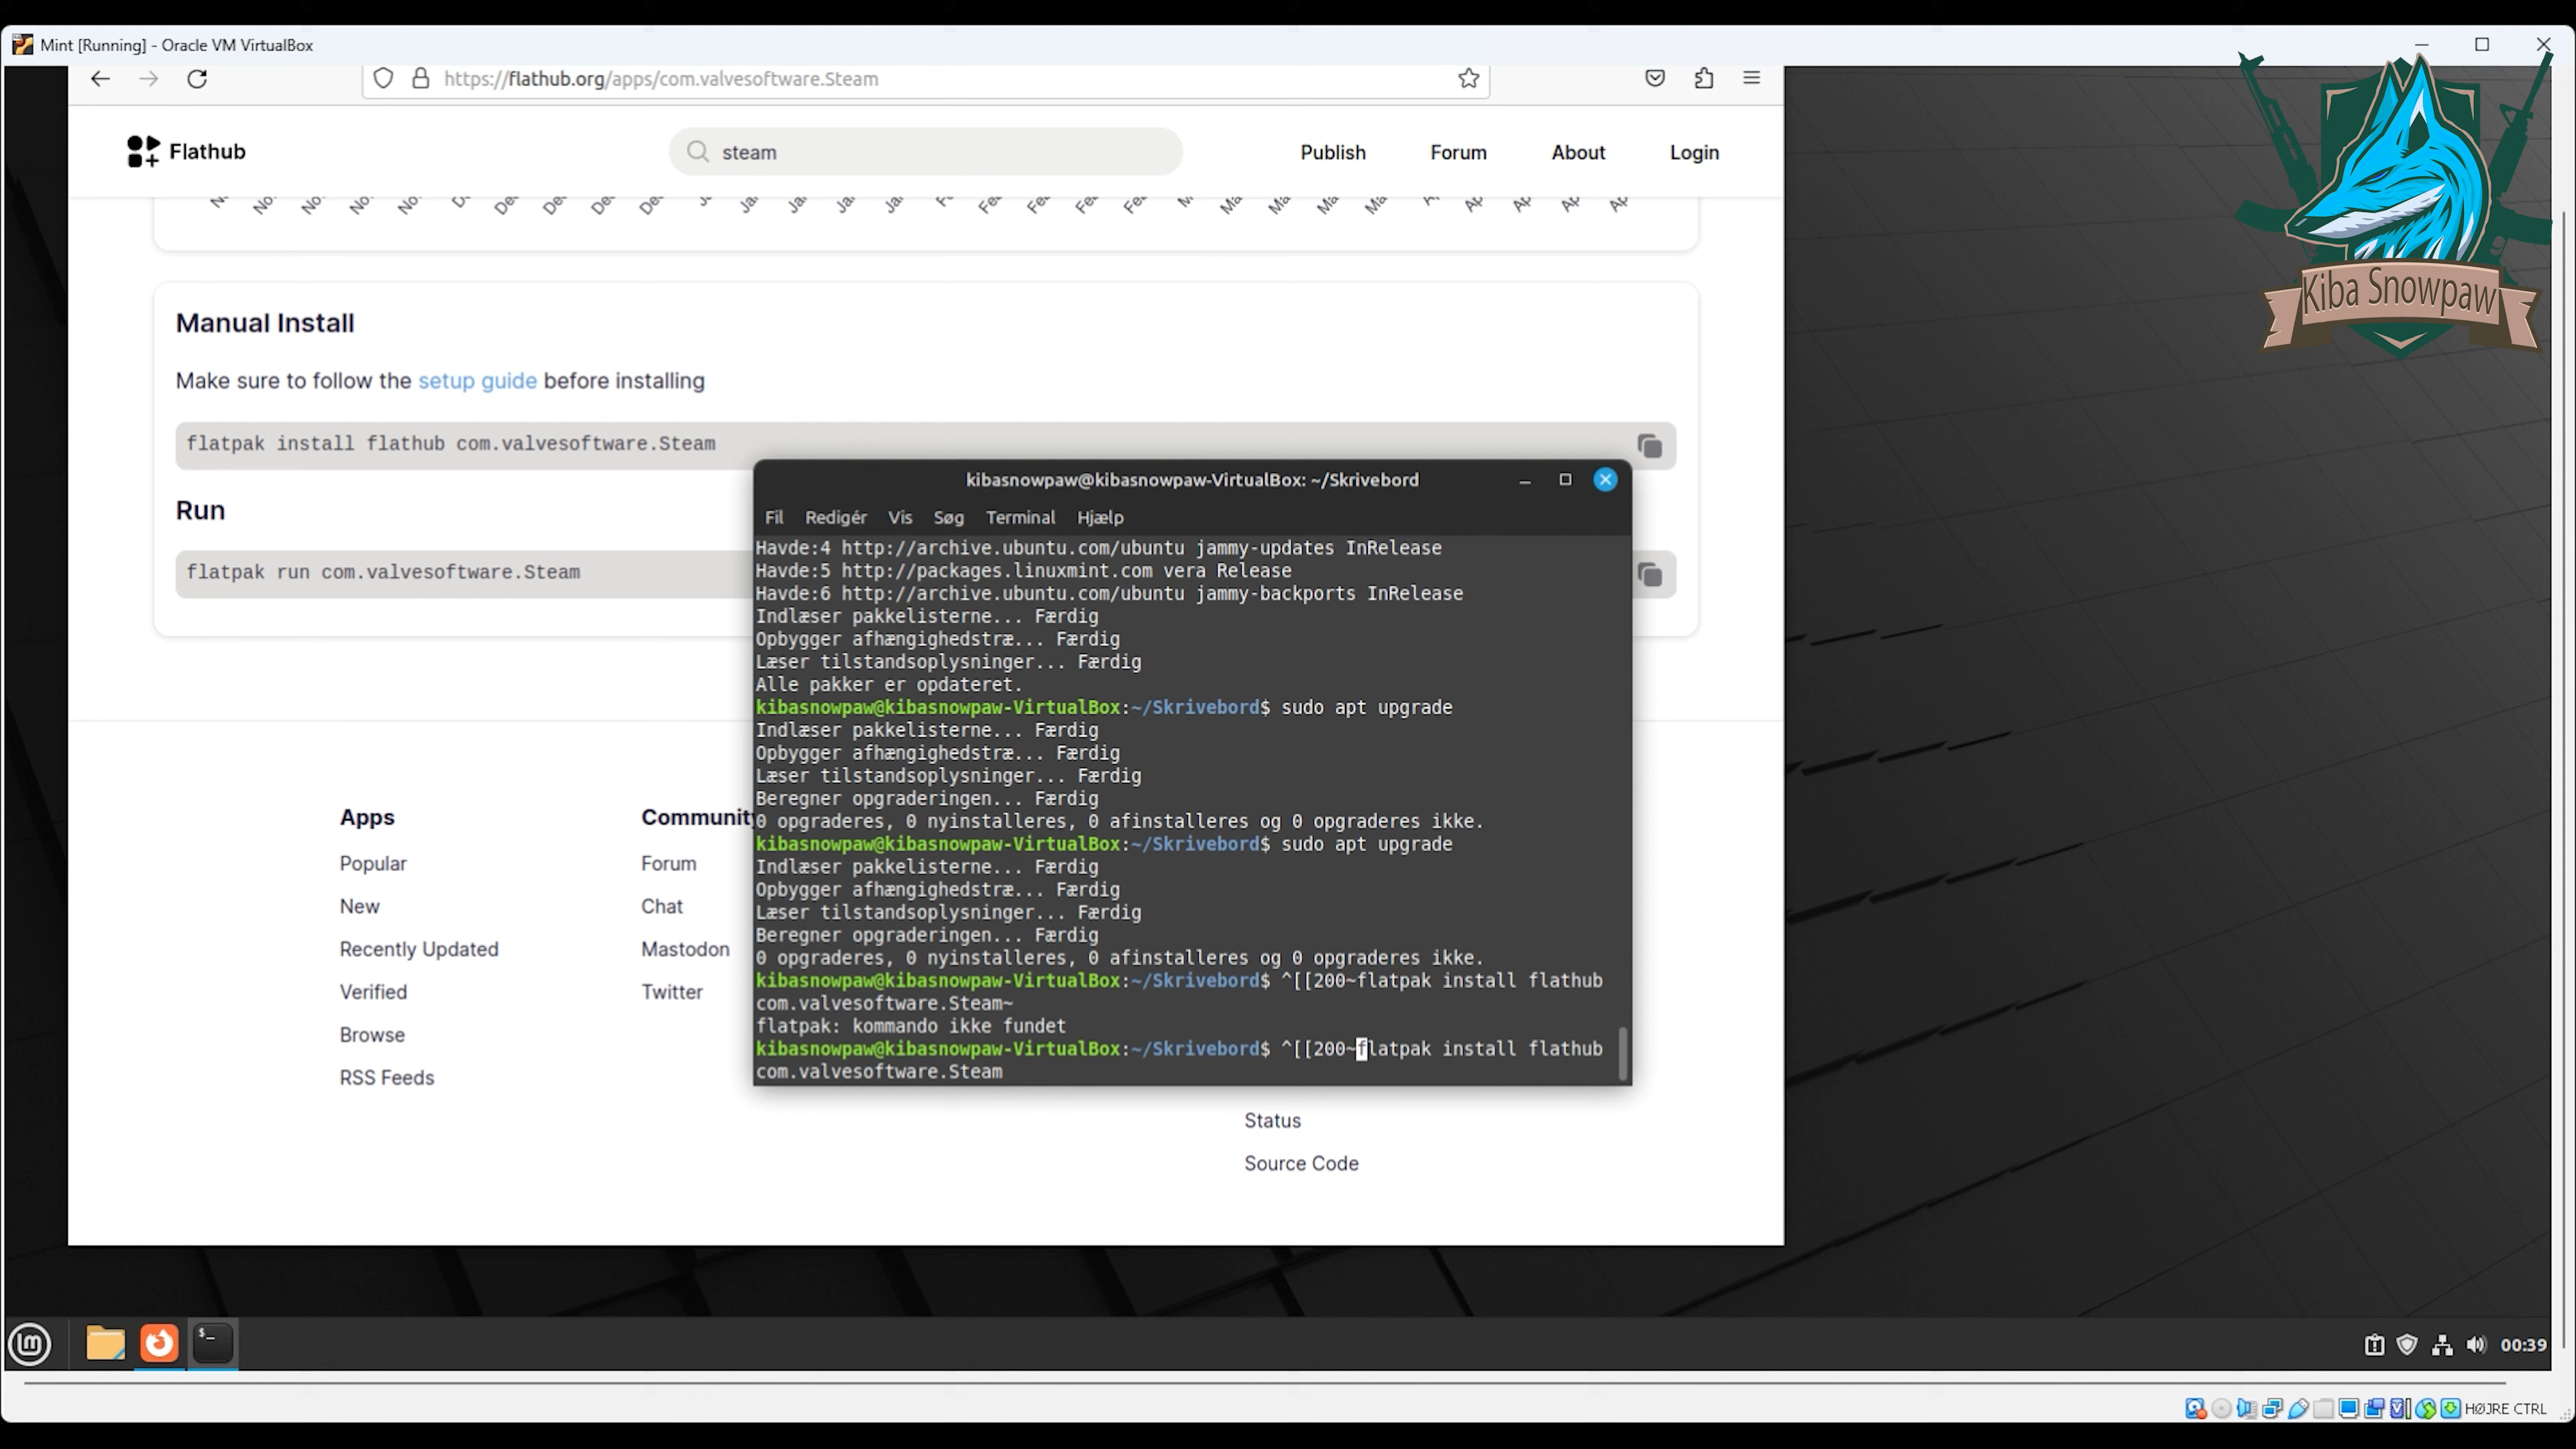 Mint [Running] - Oracle VM VirtualBox
https://flathub.org/apps/com.valvesoftware.Steam
Flathub
steam
Publish
Forum
About
Login
Kiba Snowpaw
Manual Install
Make sure to follow the setup guide before installing
flatpak install flathub com.valvesoftware.Steam
Run
flatpak run com.valvesoftware.Steam
kibasnowpaw@kibasnowpaw-VirtualBox: ~/Skrivebord
Fil Redigér Vis Søg Terminal Hjælp
Havde:4 http://archive.ubuntu.com/ubuntu jammy-updates InRelease
Havde:5 http://packages.linuxmint.com vera Release
Havde:6 http://archive.ubuntu.com/ubuntu jammy-backports InRelease
Indlæser pakkelisterne... Færdig
Opbygger afhængighedstræ... Færdig
Læser tilstandsoplysninger... Færdig
Alle pakker er opdateret.
kibasnowpaw@kibasnowpaw-VirtualBox:~/Skrivebord$ sudo apt upgrade
Indlæser pakkelisterne... Færdig
Opbygger afhængighedstræ... Færdig
Læser tilstandsoplysninger... Færdig
Beregner opgraderingen... Færdig
0 opgraderes, 0 nyinstalleres, 0 afinstalleres og 0 opgraderes ikke.
kibasnowpaw@kibasnowpaw-VirtualBox:~/Skrivebord$ sudo apt upgrade
Indlæser pakkelisterne... Færdig
Opbygger afhængighedstræ... Færdig
Læser tilstandsoplysninger... Færdig
Beregner opgraderingen... Færdig
0 opgraderes, 0 nyinstalleres, 0 afinstalleres og 0 opgraderes ikke.
kibasnowpaw@kibasnowpaw-VirtualBox:~/Skrivebord$ ^[[200~flatpak install flathub
com.valvesoftware.Steam~
flatpak: kommando ikke fundet
kibasnowpaw@kibasnowpaw-VirtualBox:~/Skrivebord$ ^[[200~flatpak install flathub
com.valvesoftware.Steam
Apps
Popular
New
Recently Updated
Verified
Browse
RSS Feeds
Community
Forum
Chat
Mastodon
Twitter
Status
Source Code
00:39
HØJRE CTRL